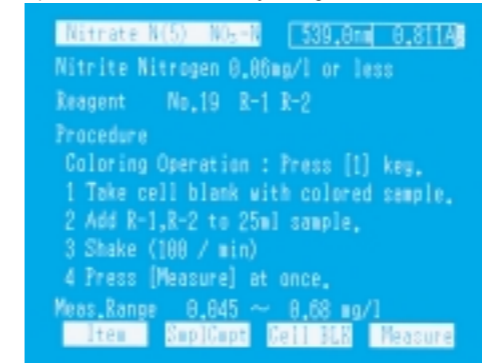 Nitrate N(5) NO₃-N 539.0nm 0.811A
Nitrite Nitrogen 0.06mg/l or less
Reagent No.19 R-1 R-2
Procedure
Coloring Operation : Press [1] key.
1 Take cell blank with colored sample.
2 Add R-1,R-2 to 25ml sample.
3 Shake (100 / min)
4 Press [Measure] at once.
Meas.Range 0.045 ~ 0.68 mg/l
Item SmplCmpt Cell BLK Measure